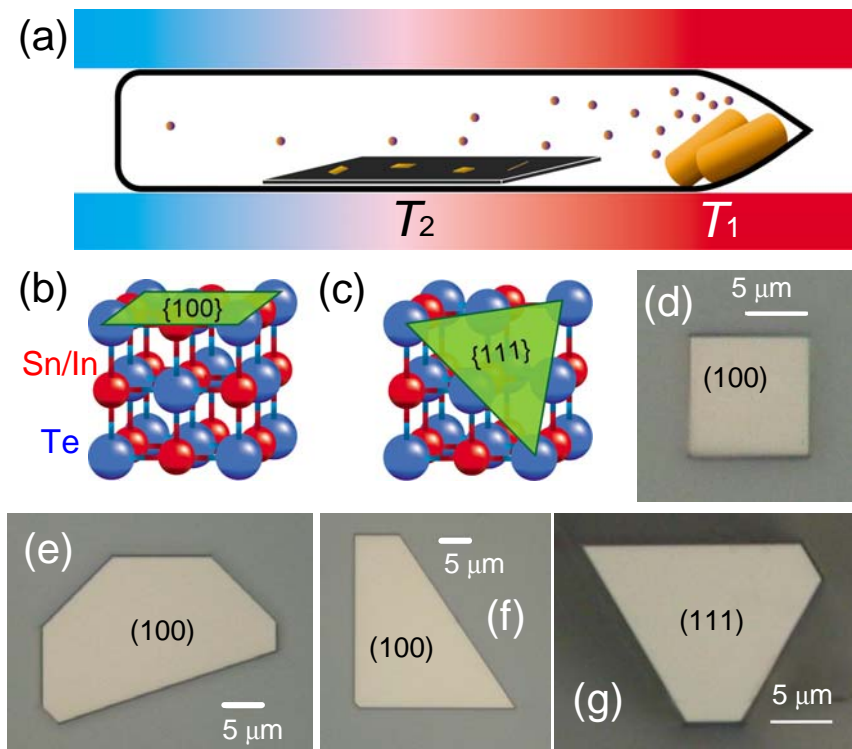 (a)
T2
T1
(b)
{100}
Sn/In
Te
(c)
{111}
(d)
5 μm
(100)
(e)
(100)
5 μm
(f)
5 μm
(100)
(g)
(111)
5 μm